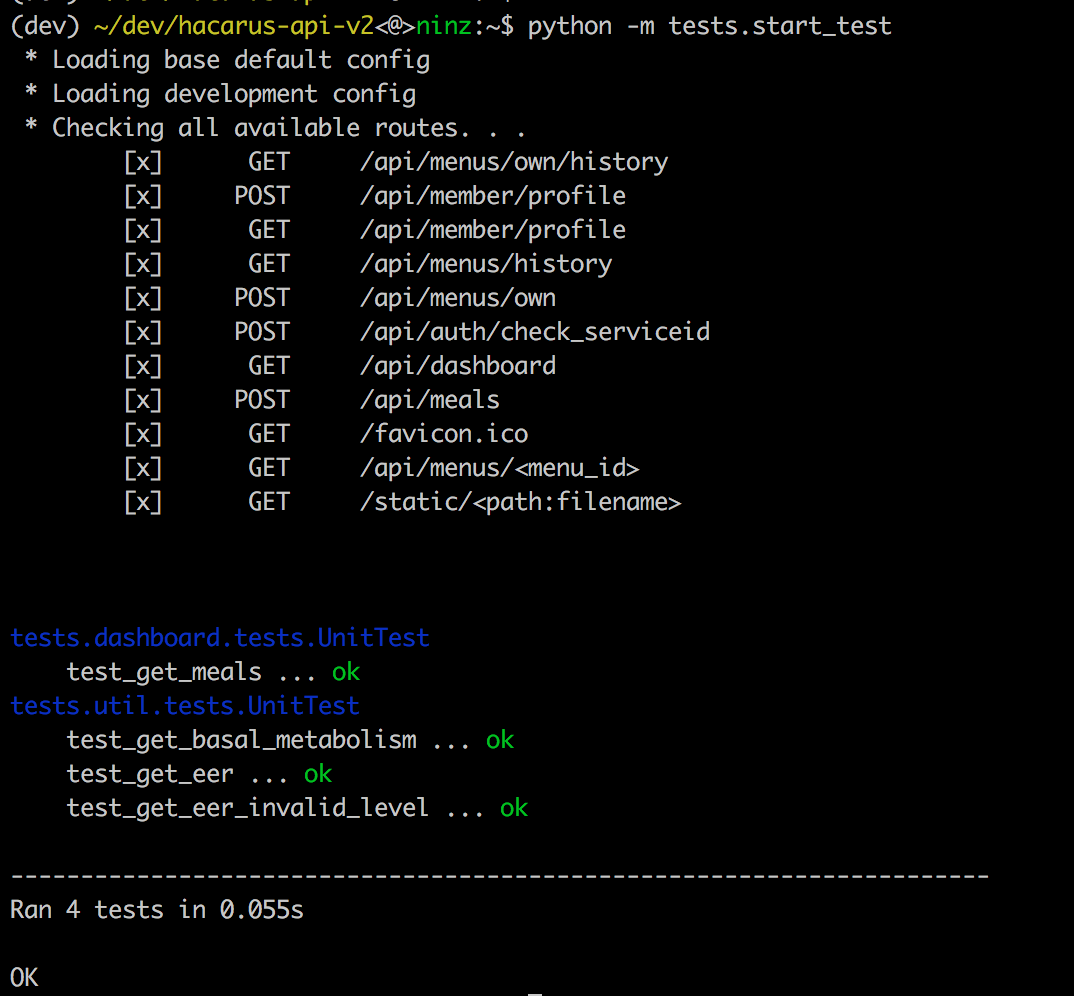 (dev) ~/dev/hacarus-api-v2<@>ninz:~$ python -m tests.start_test
* Loading base default config
* Loading development config
* Checking all available routes. . .
[x] GET /api/menus/own/history
[x] POST /api/member/profile
[x] GET /api/member/profile
[x] GET /api/menus/history
[x] POST /api/menus/own
[x] POST /api/auth/check_serviceid
[x] GET /api/dashboard
[x] POST /api/meals
[x] GET /favicon.ico
[x] GET /api/menus/<menu_id>
[x] GET /static/<path:filename>
tests.dashboard.tests.UnitTest
test_get_meals ... ok
tests.util.tests.UnitTest
test_get_basal_metabolism ... ok
test_get_eer ... ok
test_get_eer_invalid_level ... ok
----------------------------------------------------------------------
Ran 4 tests in 0.055s
OK